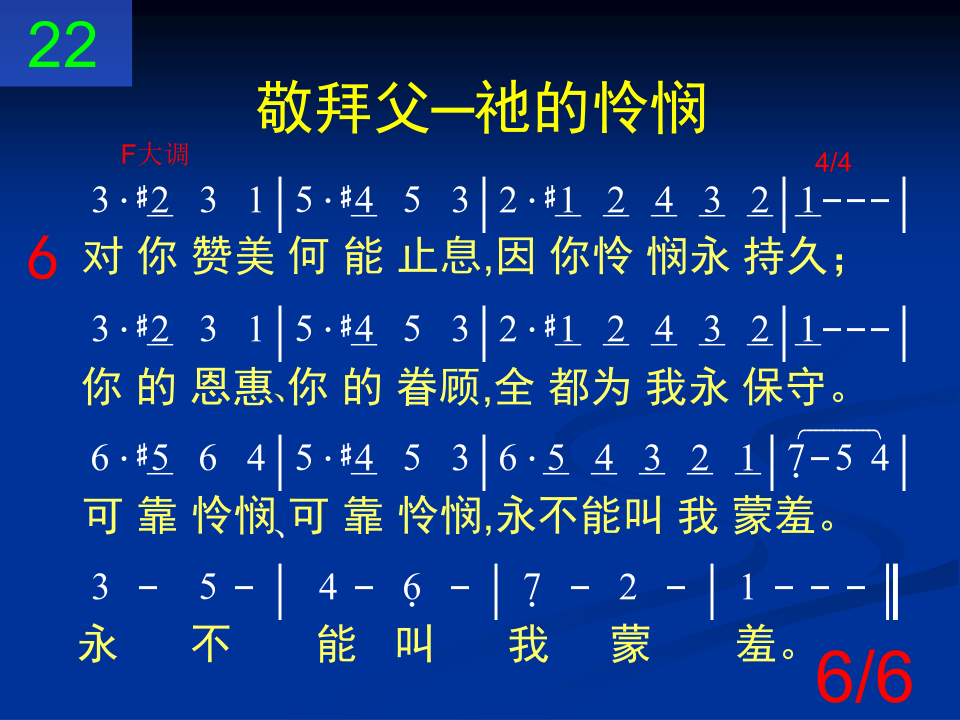 22
敬拜父─祂的怜悯
F大调
4/4
3 · #2 3 1 | 5 · #4 5 3 | 2 · #1 2 4 3 2 | 1 − − − |
6
对 你 赞美 何 能 止息,因 你怜 悯永 持久；
3 · #2 3 1 | 5 · #4 5 3 | 2 · #1 2 4 3 2 | 1 − − − |
你 的 恩惠、你 的 眷顾,全 都为 我永 保守。
6 · #5 6 4 | 5 · #4 5 3 | 6 · 5 4 3 2 1 | 7̣ − 5 4 |
可 靠 怜悯、可 靠 怜悯,永不能叫 我 蒙羞。
3 − 5 − | 4 − 6̣ − | 7̣ − 2 − | 1 − − − ‖
永 不 能 叫 我 蒙 羞。
6/6